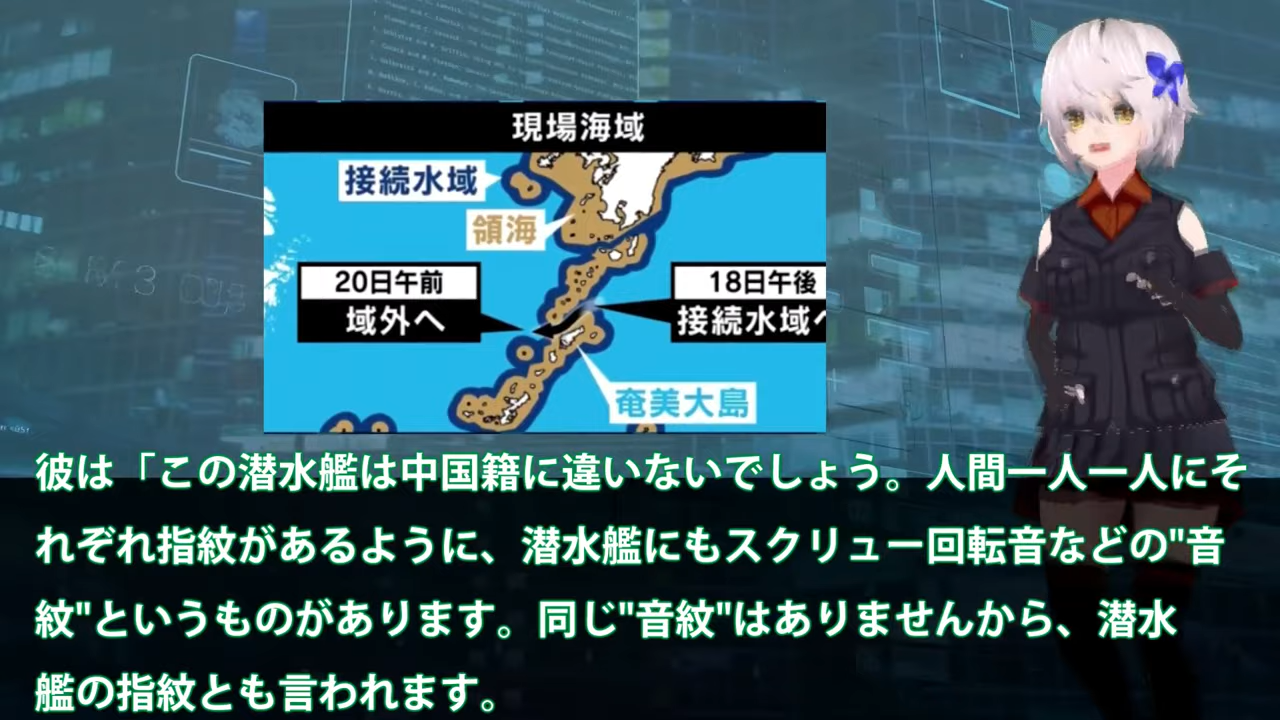 現場海域
接続水域
領海
20日午前
域外へ
18日午後
接続水域へ
奄美大島
彼は「この潜水艦は中国籍に違いないでしょう。人間一人一人にそ
れぞれ指紋があるように、潜水艦にもスクリュー回転音などの"音
紋"というものがあります。同じ"音紋"はありませんから、潜水
艦の指紋とも言われます。